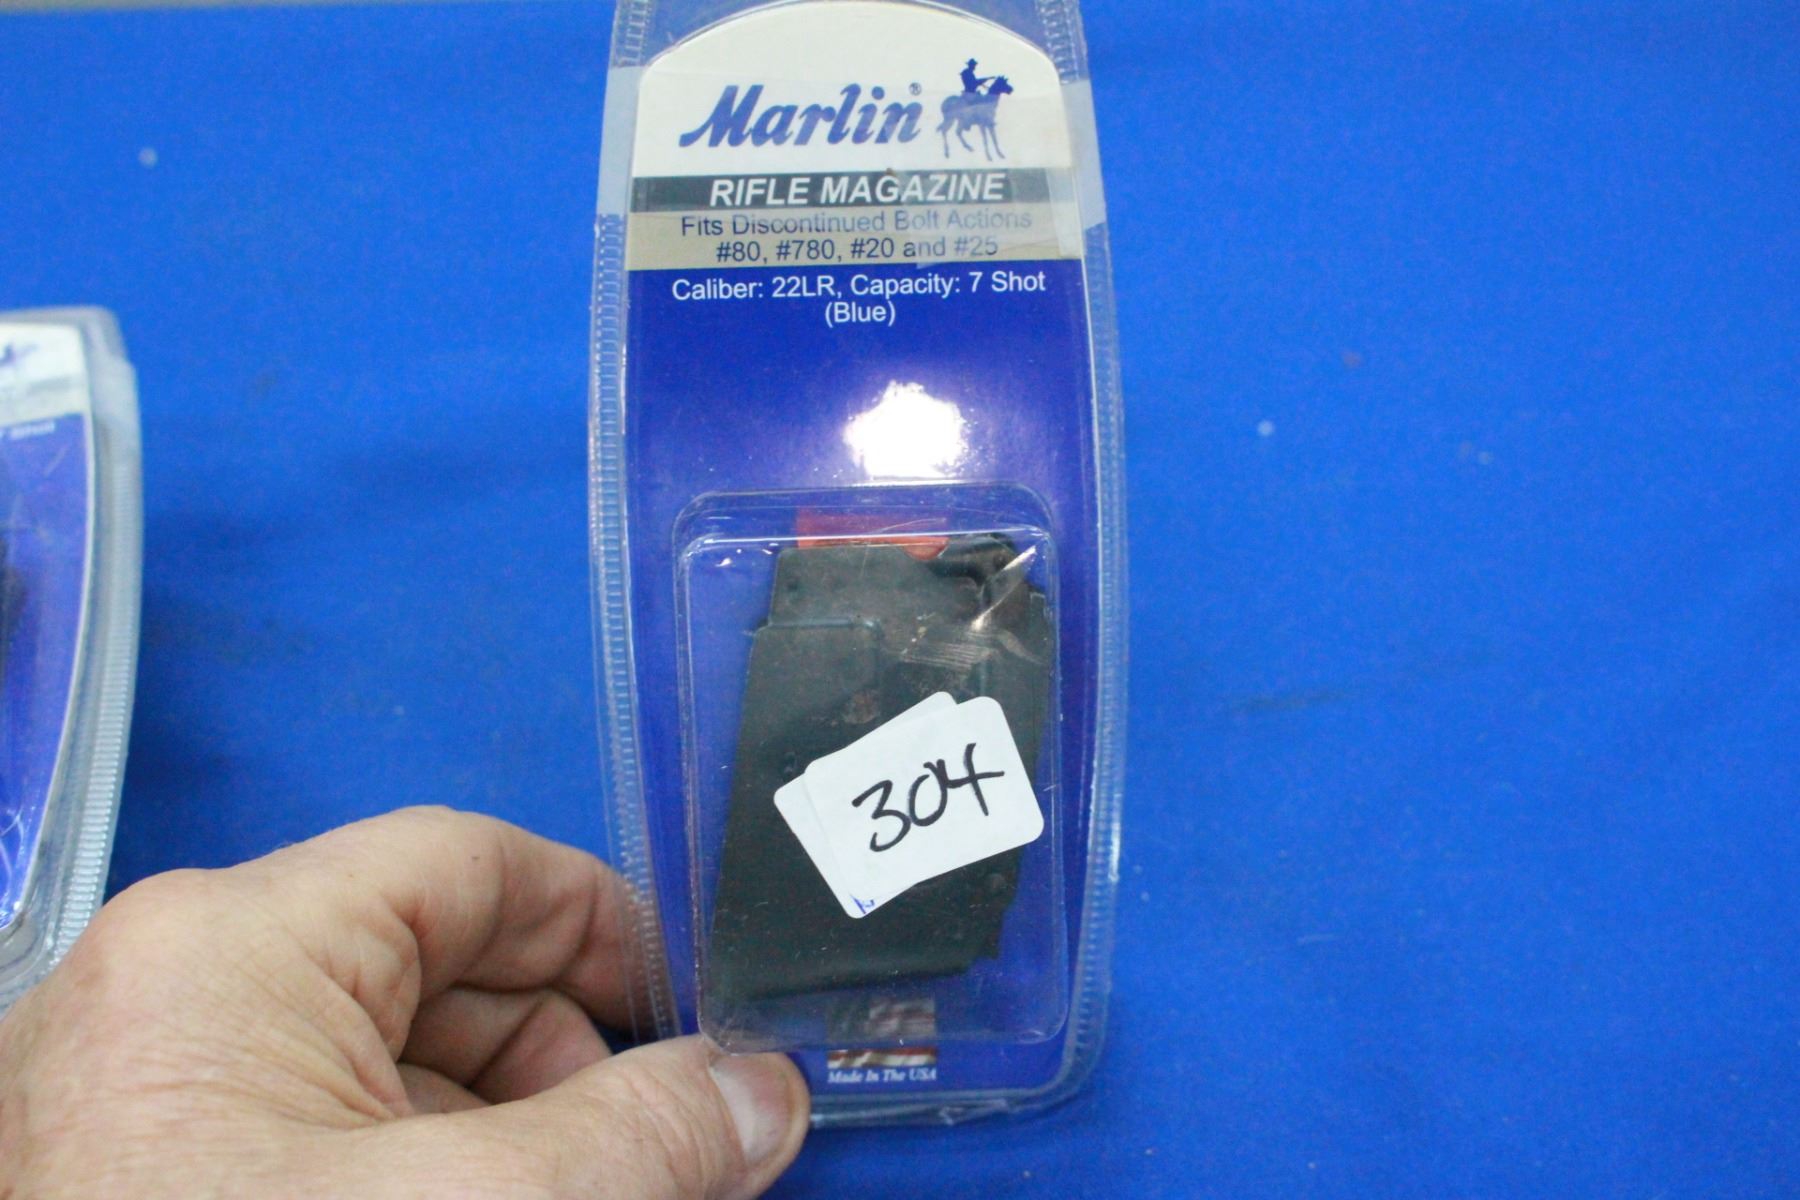 Marlin®
RIFLE MAGAZINE
Fits Discontinued Bolt Actions
#80, #780, #20 and #25
Caliber: 22LR, Capacity: 7 Shot
(Blue)
304
Made In The USA